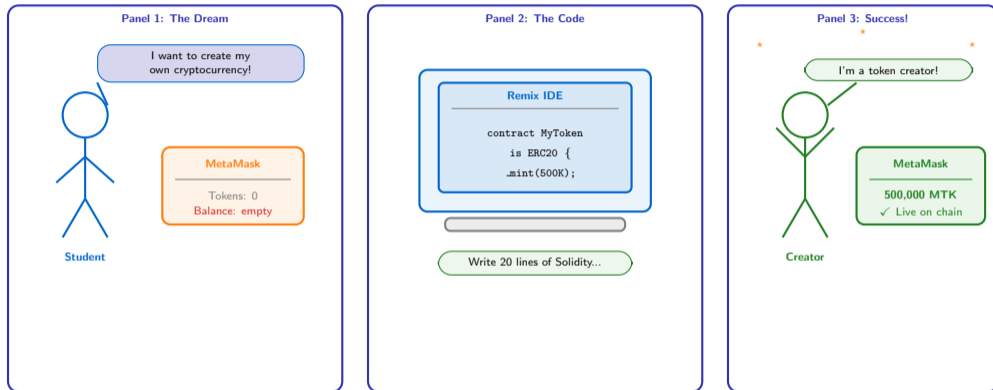 Panel 1: The Dream
I want to create my
own cryptocurrency!
MetaMask
Tokens: 0
Balance: empty
Student
Panel 2: The Code
Remix IDE
contract MyToken
is ERC20 {
_mint(500K);
Write 20 lines of Solidity...
Panel 3: Success!
I'm a token creator!
MetaMask
500,000 MTK
✓ Live on chain
Creator